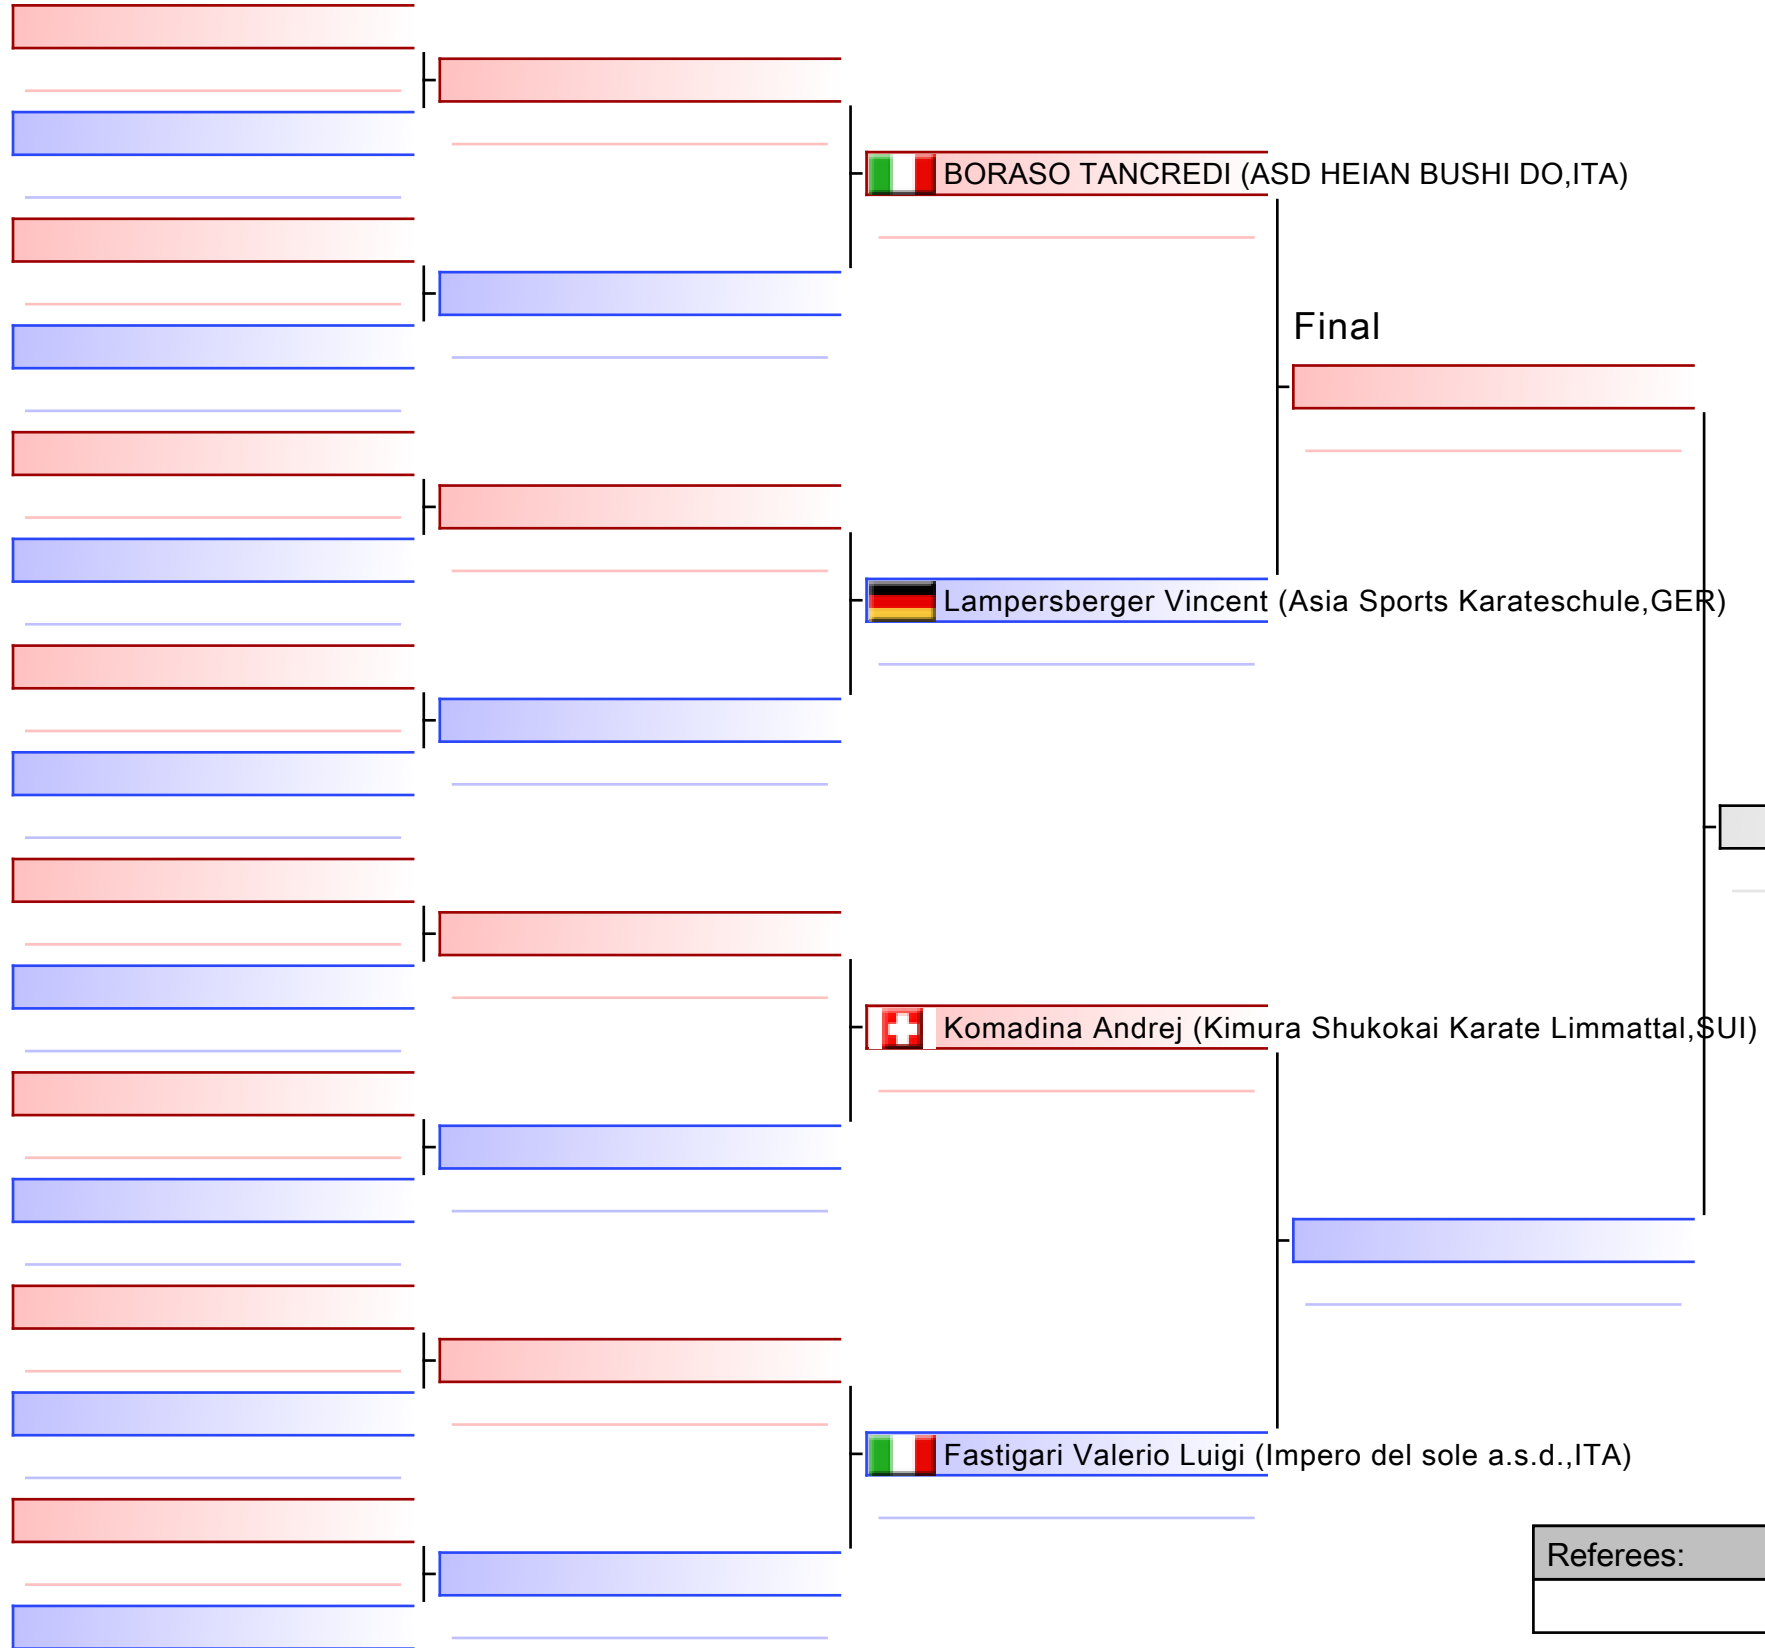 BORASO TANCREDI (ASD HEIAN BUSHI DO,ITA)
Final
Lampersberger Vincent (Asia Sports Karateschule,GER)
Komadina Andrej (Kimura Shukokai Karate Limmattal,SUI)
Fastigari Valerio Luigi (Impero del sole a.s.d.,ITA)
Referees: